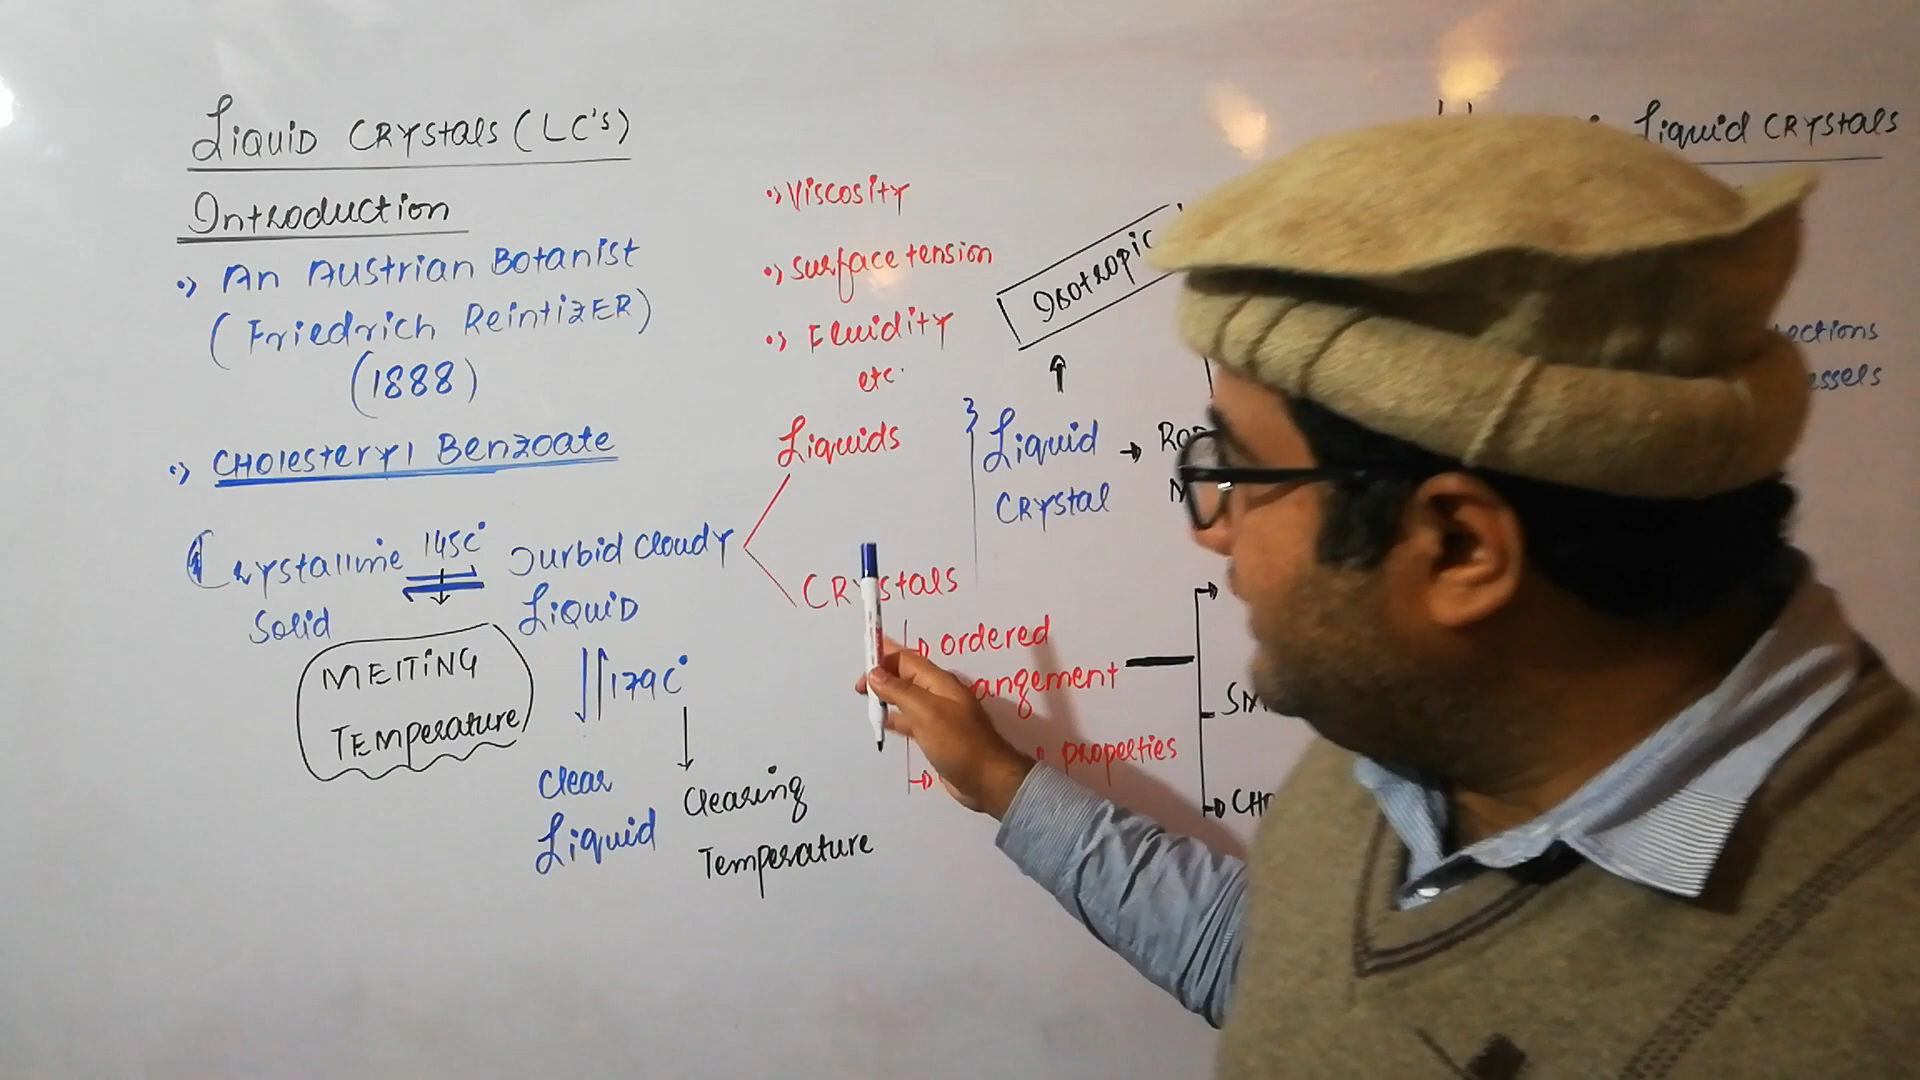 Liquid Crystals (LC's)
Introduction
•) An Austrian Botanist
(Friedrich ReintizER)
(1888)
•) Cholesteryl Benzoate
Crystalline 145c° Turbid cloudy
Solid Liquid
MELTING
TEMperature
179c°
Clear
Liquid
Clearing
Temperature
•) Viscosity
•) Surface tension
•) Fluidity
etc.
Liquids
Crystals
ordered
properties
Isotropic
Liquid
Crystal
Liquid Crystals